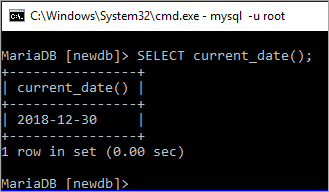 C:\Windows\System32\cmd.exe - mysql -u root
MariaDB [newdb]> SELECT current_date();
+----------------+
| current_date() |
+----------------+
| 2018-12-30     |
+----------------+
1 row in set (0.00 sec)
MariaDB [newdb]>